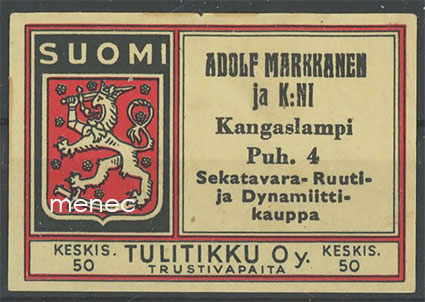 SUOMI
ADOLF MARKKANEN
ja K:NI
Kangaslampi
Puh. 4
Sekatavara- Ruuti-
ja Dynamiitti-
kauppa
menec
KESKIS. 50
TULITIKKU Oy.
TRUSTIVAPAITA
KESKIS. 50